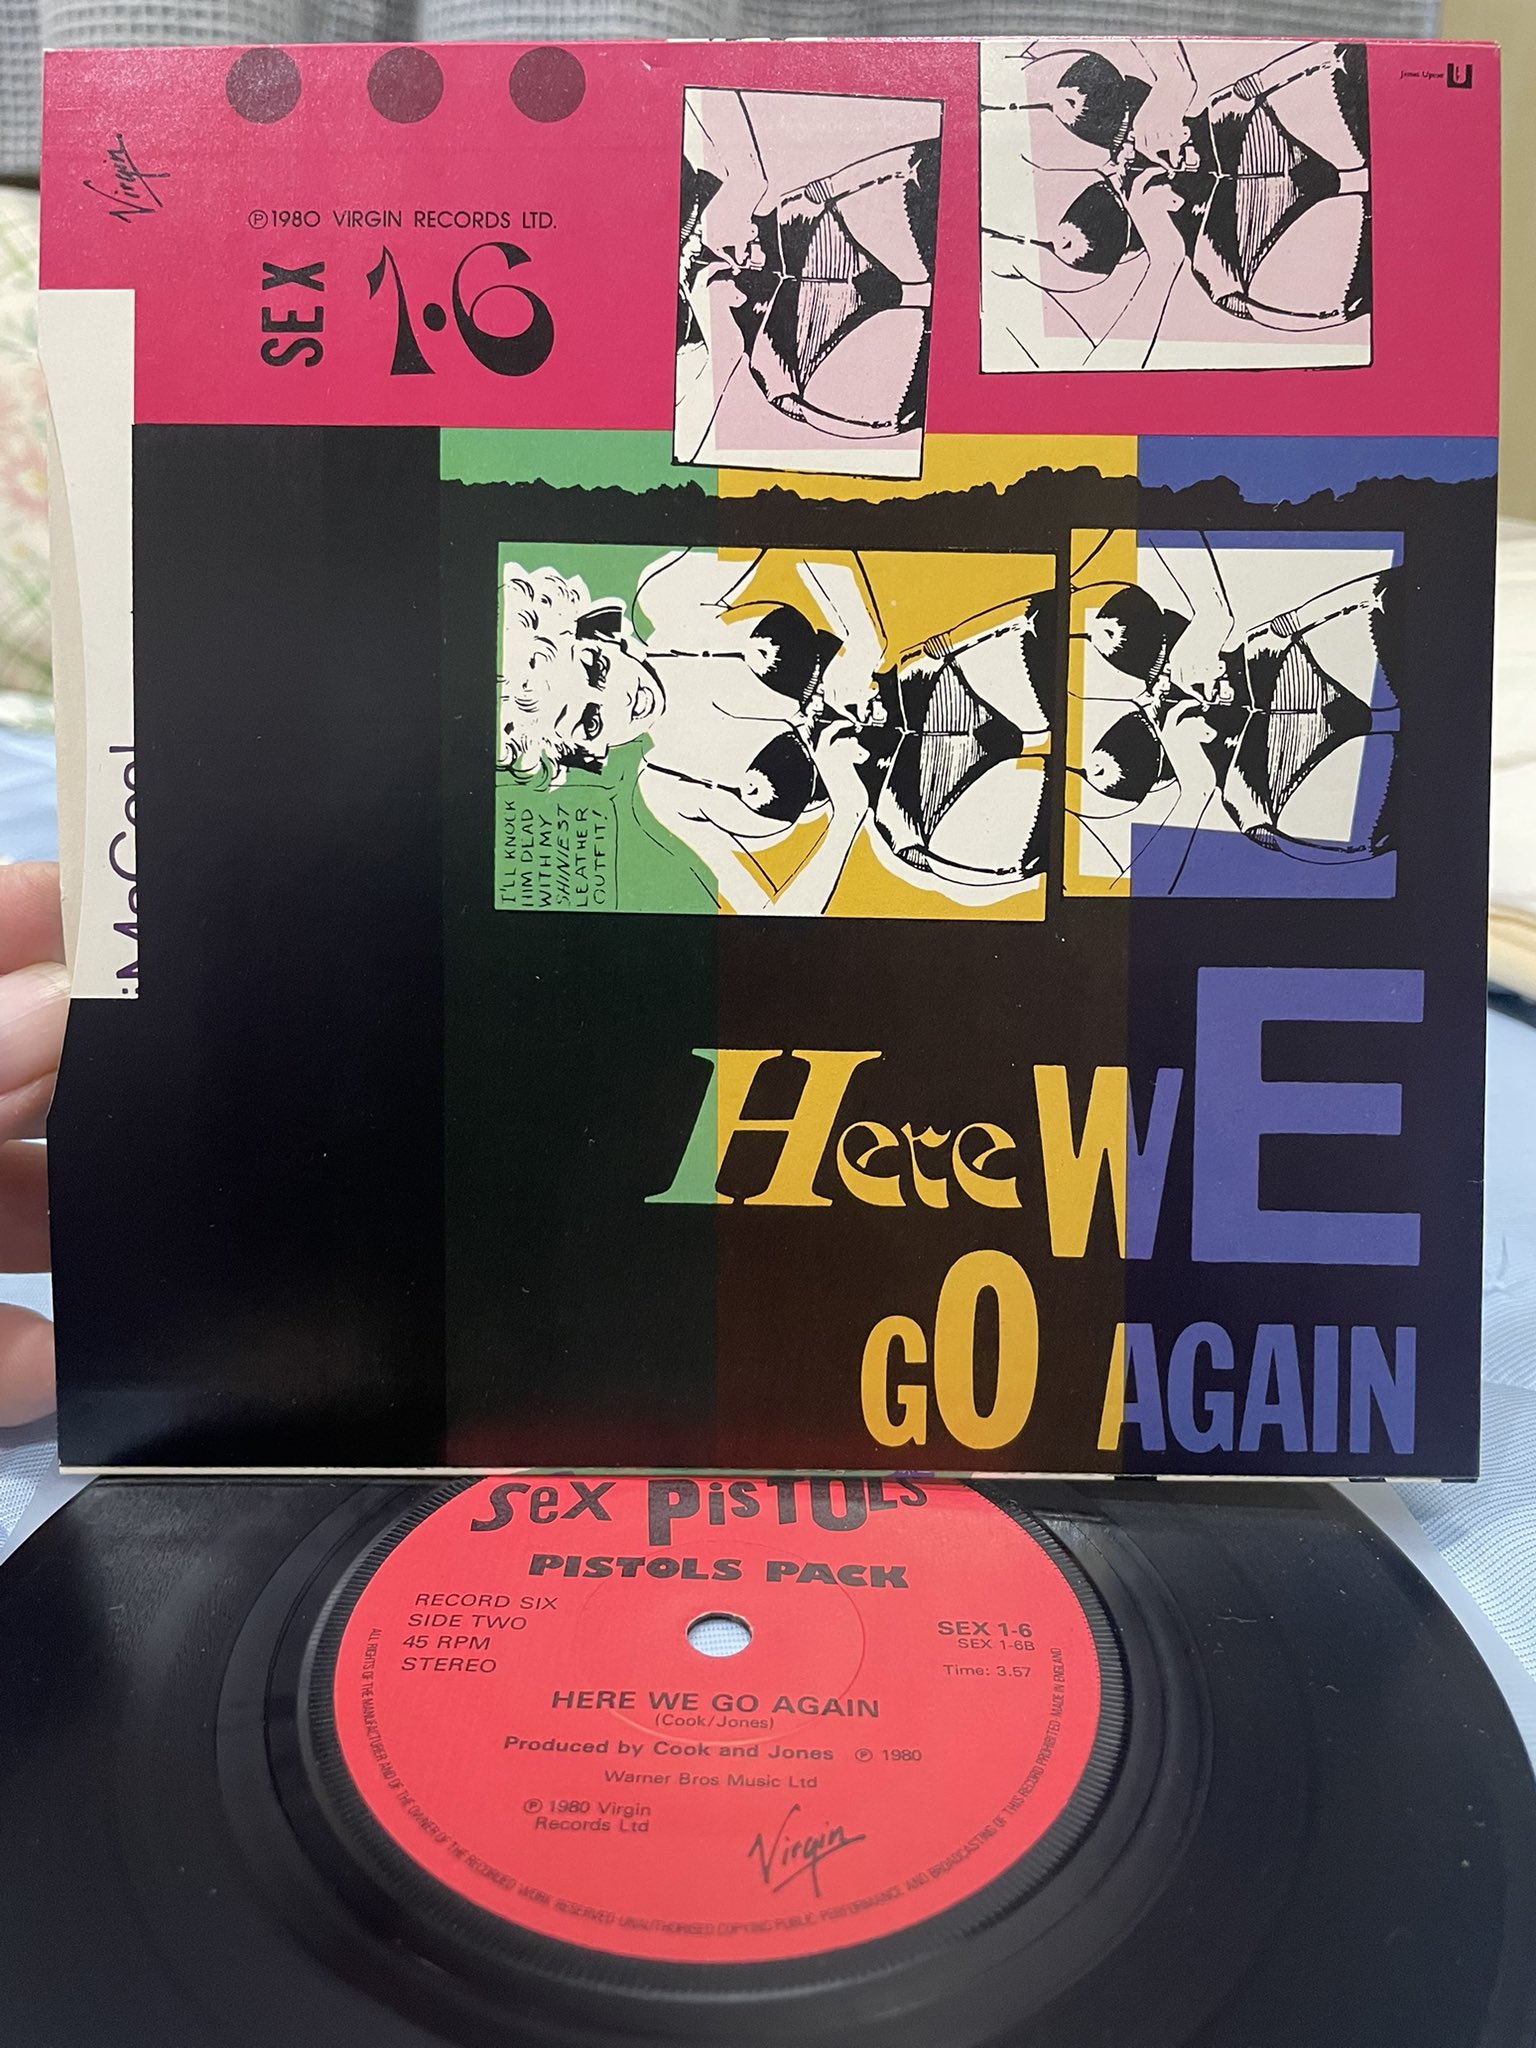 James Upton U
Virgin
℗1980 VIRGIN RECORDS LTD.
SEX
1·6
I'LL KNOCK
HIM DEAD
WITH MY
SHINIEST
LEATHER
OUTFIT!
Here WE
GO AGAIN
Sex PisTOLs
PISTOLS PACK
RECORD SIX
SIDE TWO
45 RPM
STEREO
SEX 1-6
SEX 1-6B
Time: 3.57
HERE WE GO AGAIN
(Cook/Jones)
Produced by Cook and Jones ℗ 1980
Warner Bros Music Ltd
℗ 1980 Virgin
Records Ltd
Virgin
ALL RIGHTS OF THE MANUFACTURER AND OF THE OWNER OF THE RECORDED WORK RESERVED UNAUTHORISED COPYING PUBLIC PERFORMANCE AND BROADCASTING OF THIS RECORD PROHIBITED·MADE IN ENGLAND